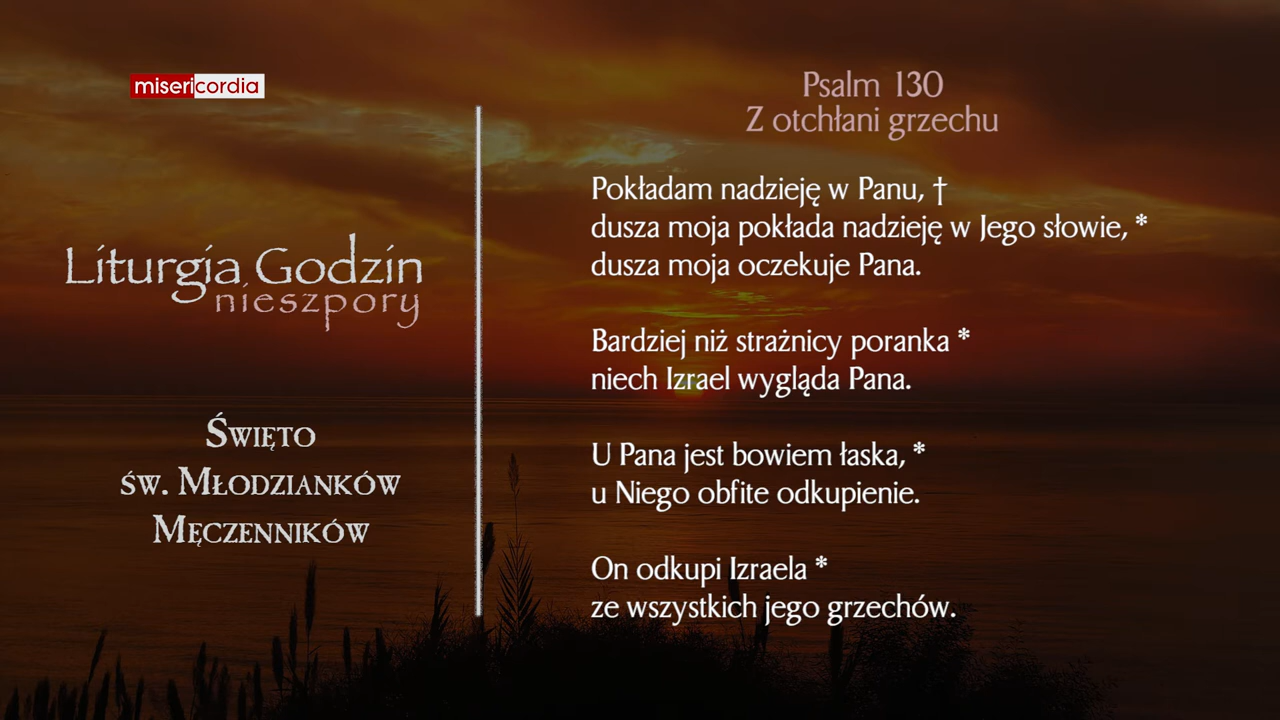 misericordia
Liturgia Godzin
nieszpory
Święto
św. Młodzianków
Męczenników
Psalm 130
Z otchłani grzechu
Pokładam nadzieję w Panu, †
dusza moja pokłada nadzieję w Jego słowie, *
dusza moja oczekuje Pana.
Bardziej niż strażnicy poranka *
niech Izrael wygląda Pana.
U Pana jest bowiem łaska, *
u Niego obfite odkupienie.
On odkupi Izraela *
ze wszystkich jego grzechów.